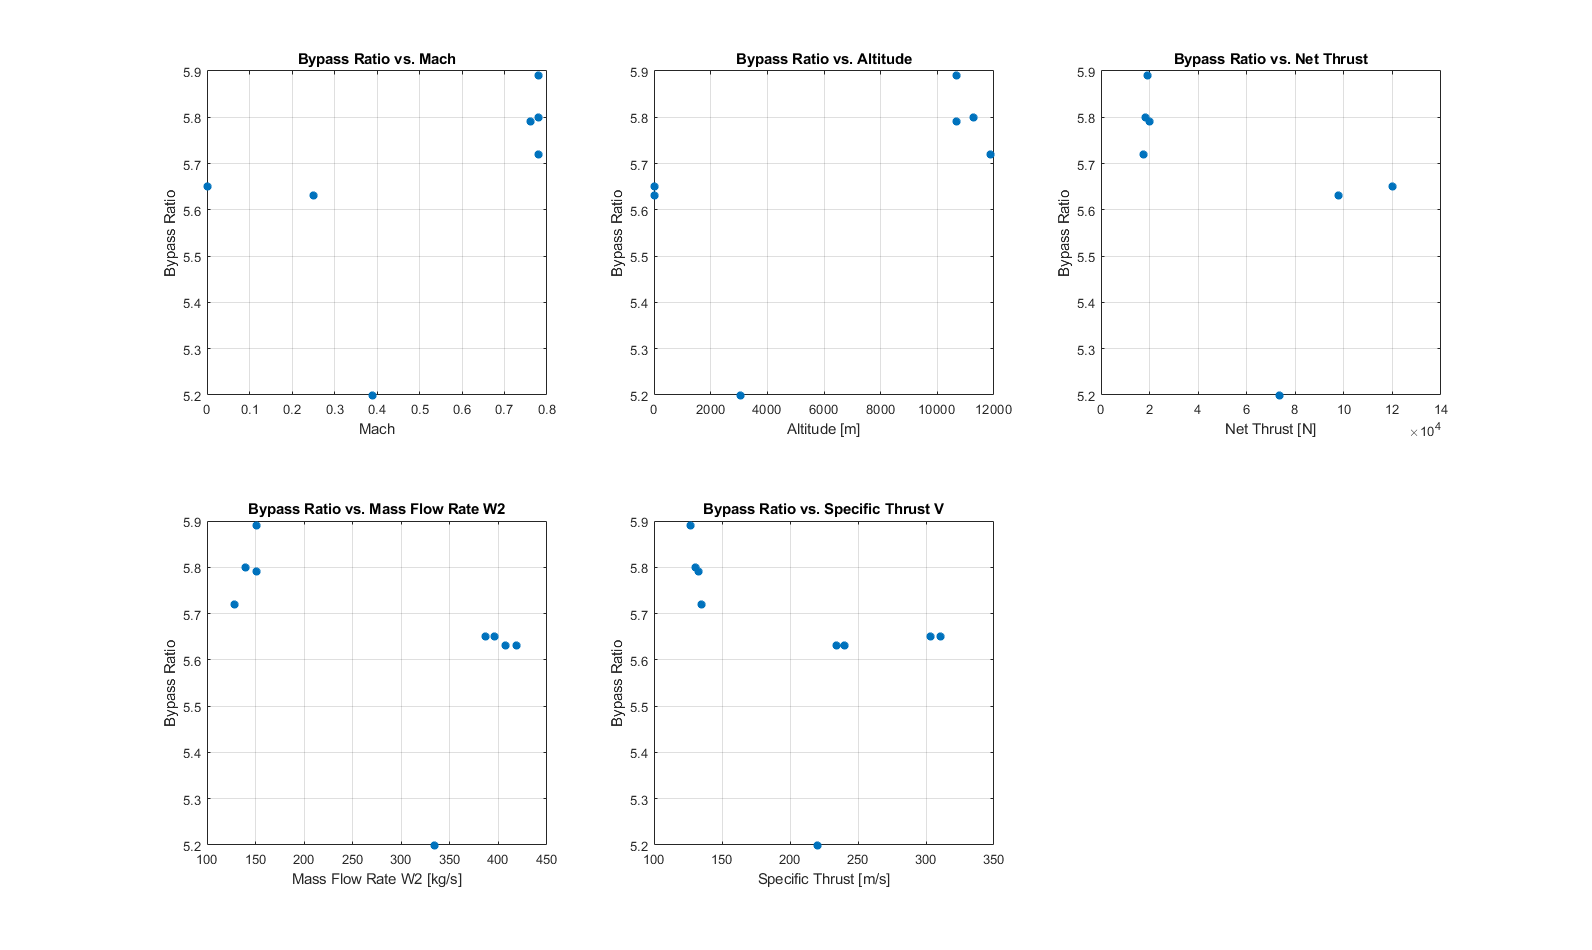 Bypass Ratio vs. Mach
5.9
5.8
5.7
5.6
5.5
5.4
5.3
5.2
Bypass Ratio
0 0.1 0.2 0.3 0.4 0.5 0.6 0.7 0.8
Mach
Bypass Ratio vs. Altitude
5.9
5.8
5.7
5.6
5.5
5.4
5.3
5.2
Bypass Ratio
0 2000 4000 6000 8000 10000 12000
Altitude [m]
Bypass Ratio vs. Net Thrust
5.9
5.8
5.7
5.6
5.5
5.4
5.3
5.2
Bypass Ratio
0 2 4 6 8 10 12 14
Net Thrust [N]
×10⁴
Bypass Ratio vs. Mass Flow Rate W2
5.9
5.8
5.7
5.6
5.5
5.4
5.3
5.2
Bypass Ratio
100 150 200 250 300 350 400 450
Mass Flow Rate W2 [kg/s]
Bypass Ratio vs. Specific Thrust V
5.9
5.8
5.7
5.6
5.5
5.4
5.3
5.2
Bypass Ratio
100 150 200 250 300 350
Specific Thrust [m/s]